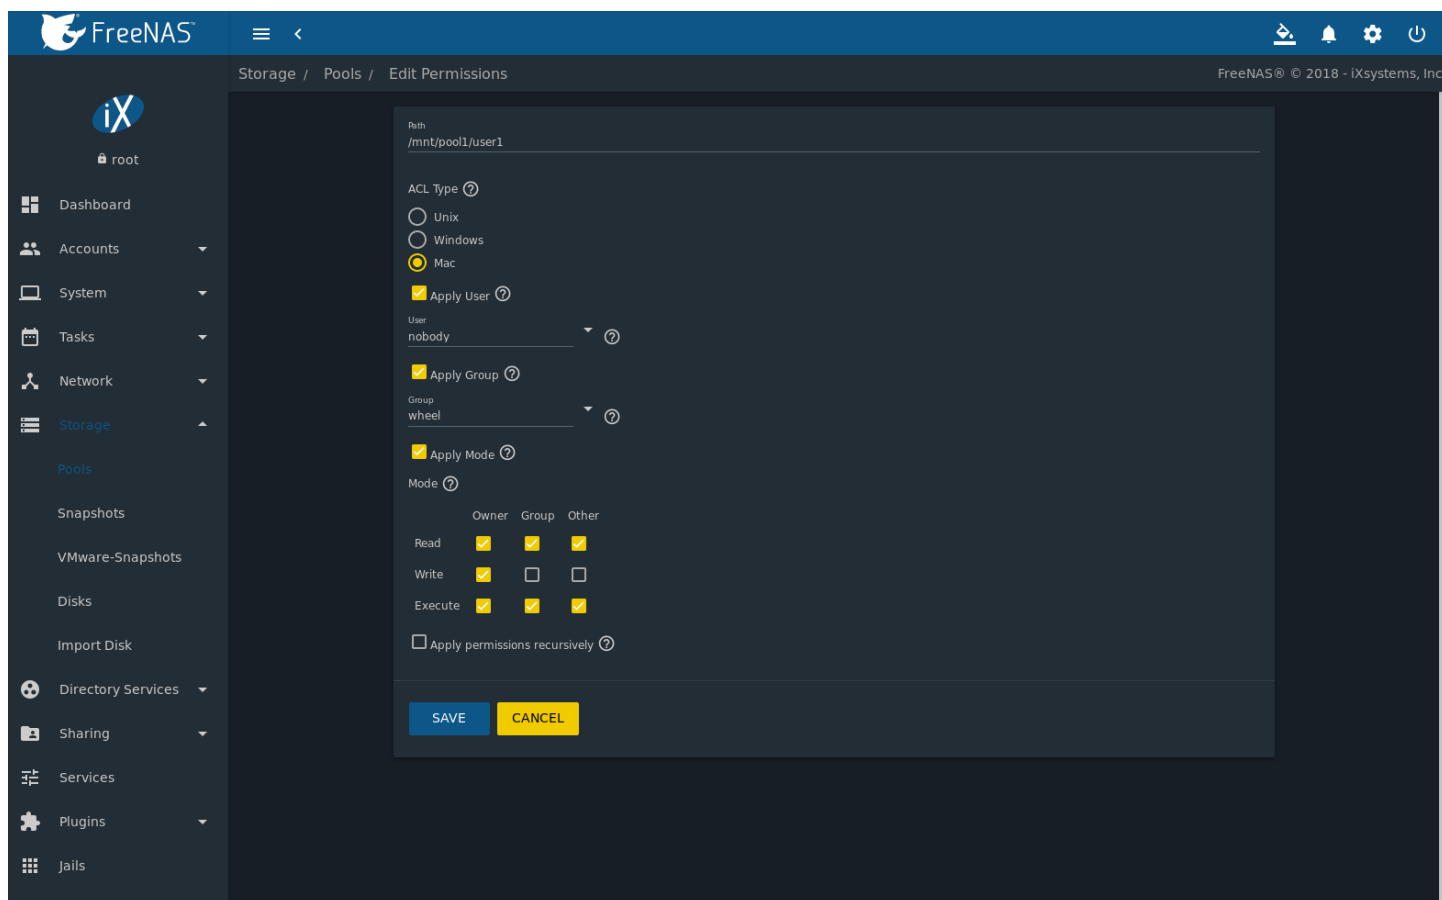 FreeNAS™
Storage / Pools / Edit Permissions
FreeNAS® © 2018 - iXsystems, Inc
iX
root
Dashboard
Accounts
System
Tasks
Network
Storage
Pools
Snapshots
VMware-Snapshots
Disks
Import Disk
Directory Services
Sharing
Services
Plugins
Jails
Path
/mnt/pool1/user1
ACL Type ?
Unix
Windows
Mac
Apply User ?
User
nobody ?
Apply Group ?
Group
wheel ?
Apply Mode ?
Mode ?
Owner Group Other
Read
Write
Execute
Apply permissions recursively ?
SAVE CANCEL